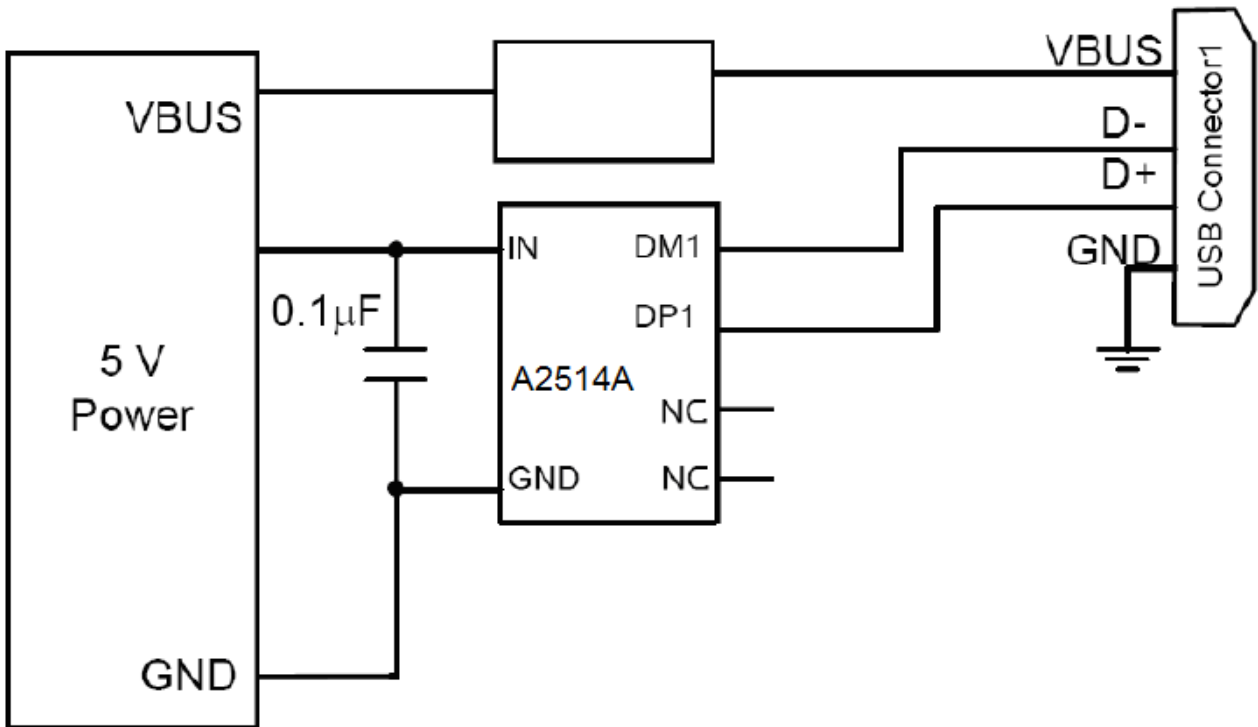 VBUS
5 V
Power
GND
0.1μF
IN
DM1
DP1
A2514A
NC
GND
NC
VBUS
D-
D+
GND
USB Connector1